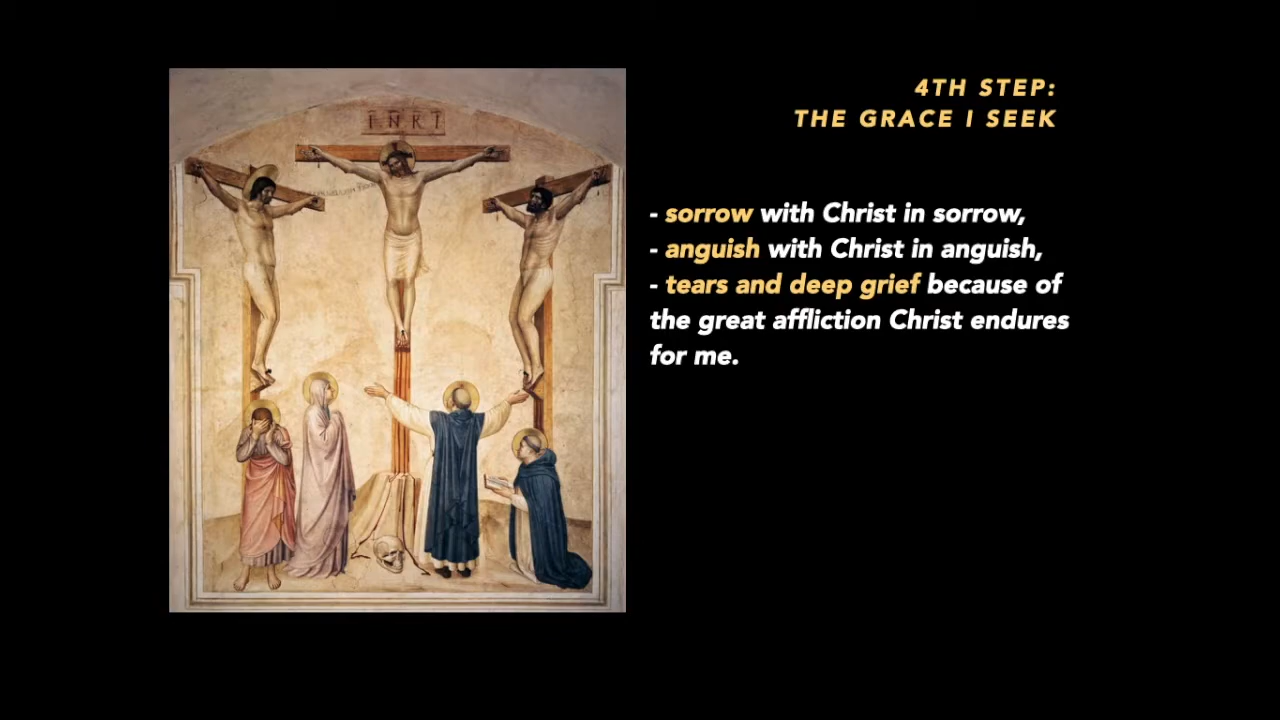 4TH STEP:
THE GRACE I SEEK
- sorrow with Christ in sorrow,
- anguish with Christ in anguish,
- tears and deep grief because of
the great affliction Christ endures
for me.
INRI